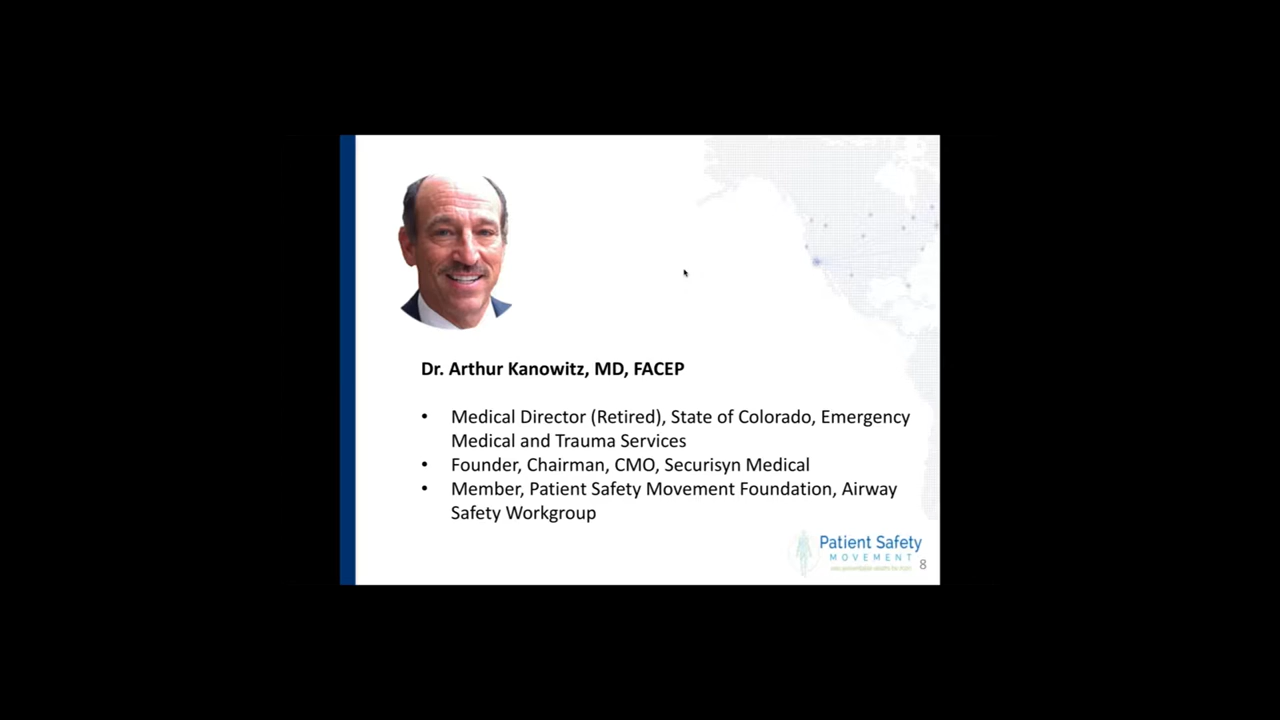 Dr. Arthur Kanowitz, MD, FACEP
• Medical Director (Retired), State of Colorado, Emergency
Medical and Trauma Services
• Founder, Chairman, CMO, Securisyn Medical
• Member, Patient Safety Movement Foundation, Airway
Safety Workgroup
Patient Safety
MOVEMENT
8